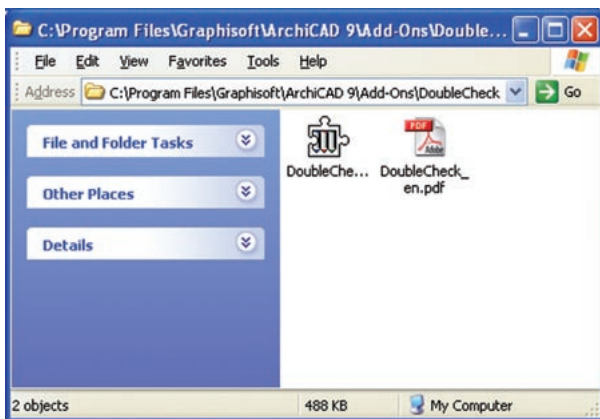 C:\Program Files\Graphisoft\ArchiCAD 9\Add-Ons\Double...
File Edit View Favorites Tools Help
Address C:\Program Files\Graphisoft\ArchiCAD 9\Add-Ons\DoubleCheck Go
File and Folder Tasks
Other Places
Details
PDF
Adobe
DoubleChe... DoubleCheck_
en.pdf
2 objects 488 KB My Computer